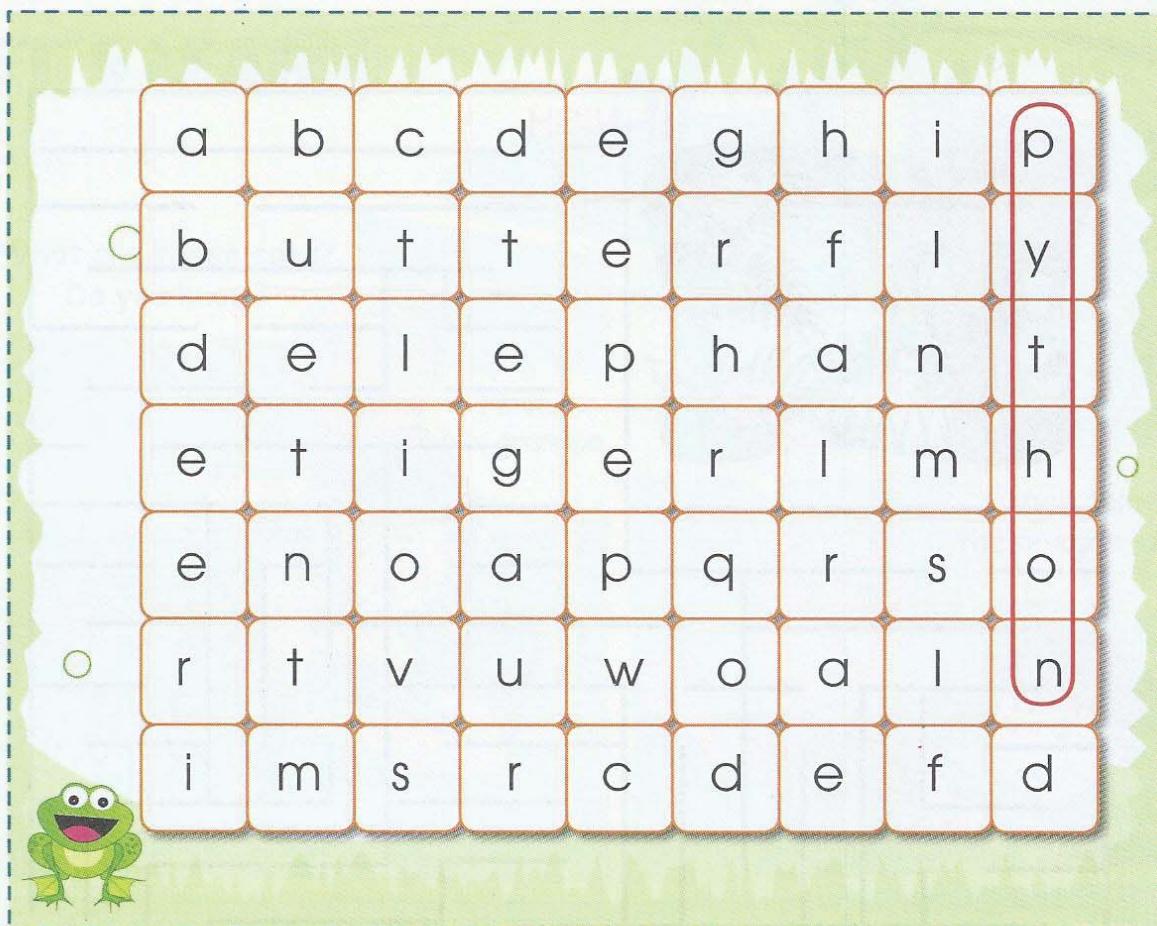 a b c d e g h i p
b u t t e r f l y
d e l e p h a n t
e t i g e r l m h
e n o a p q r s o
r t v u w o a l n
i m s r c d e f d